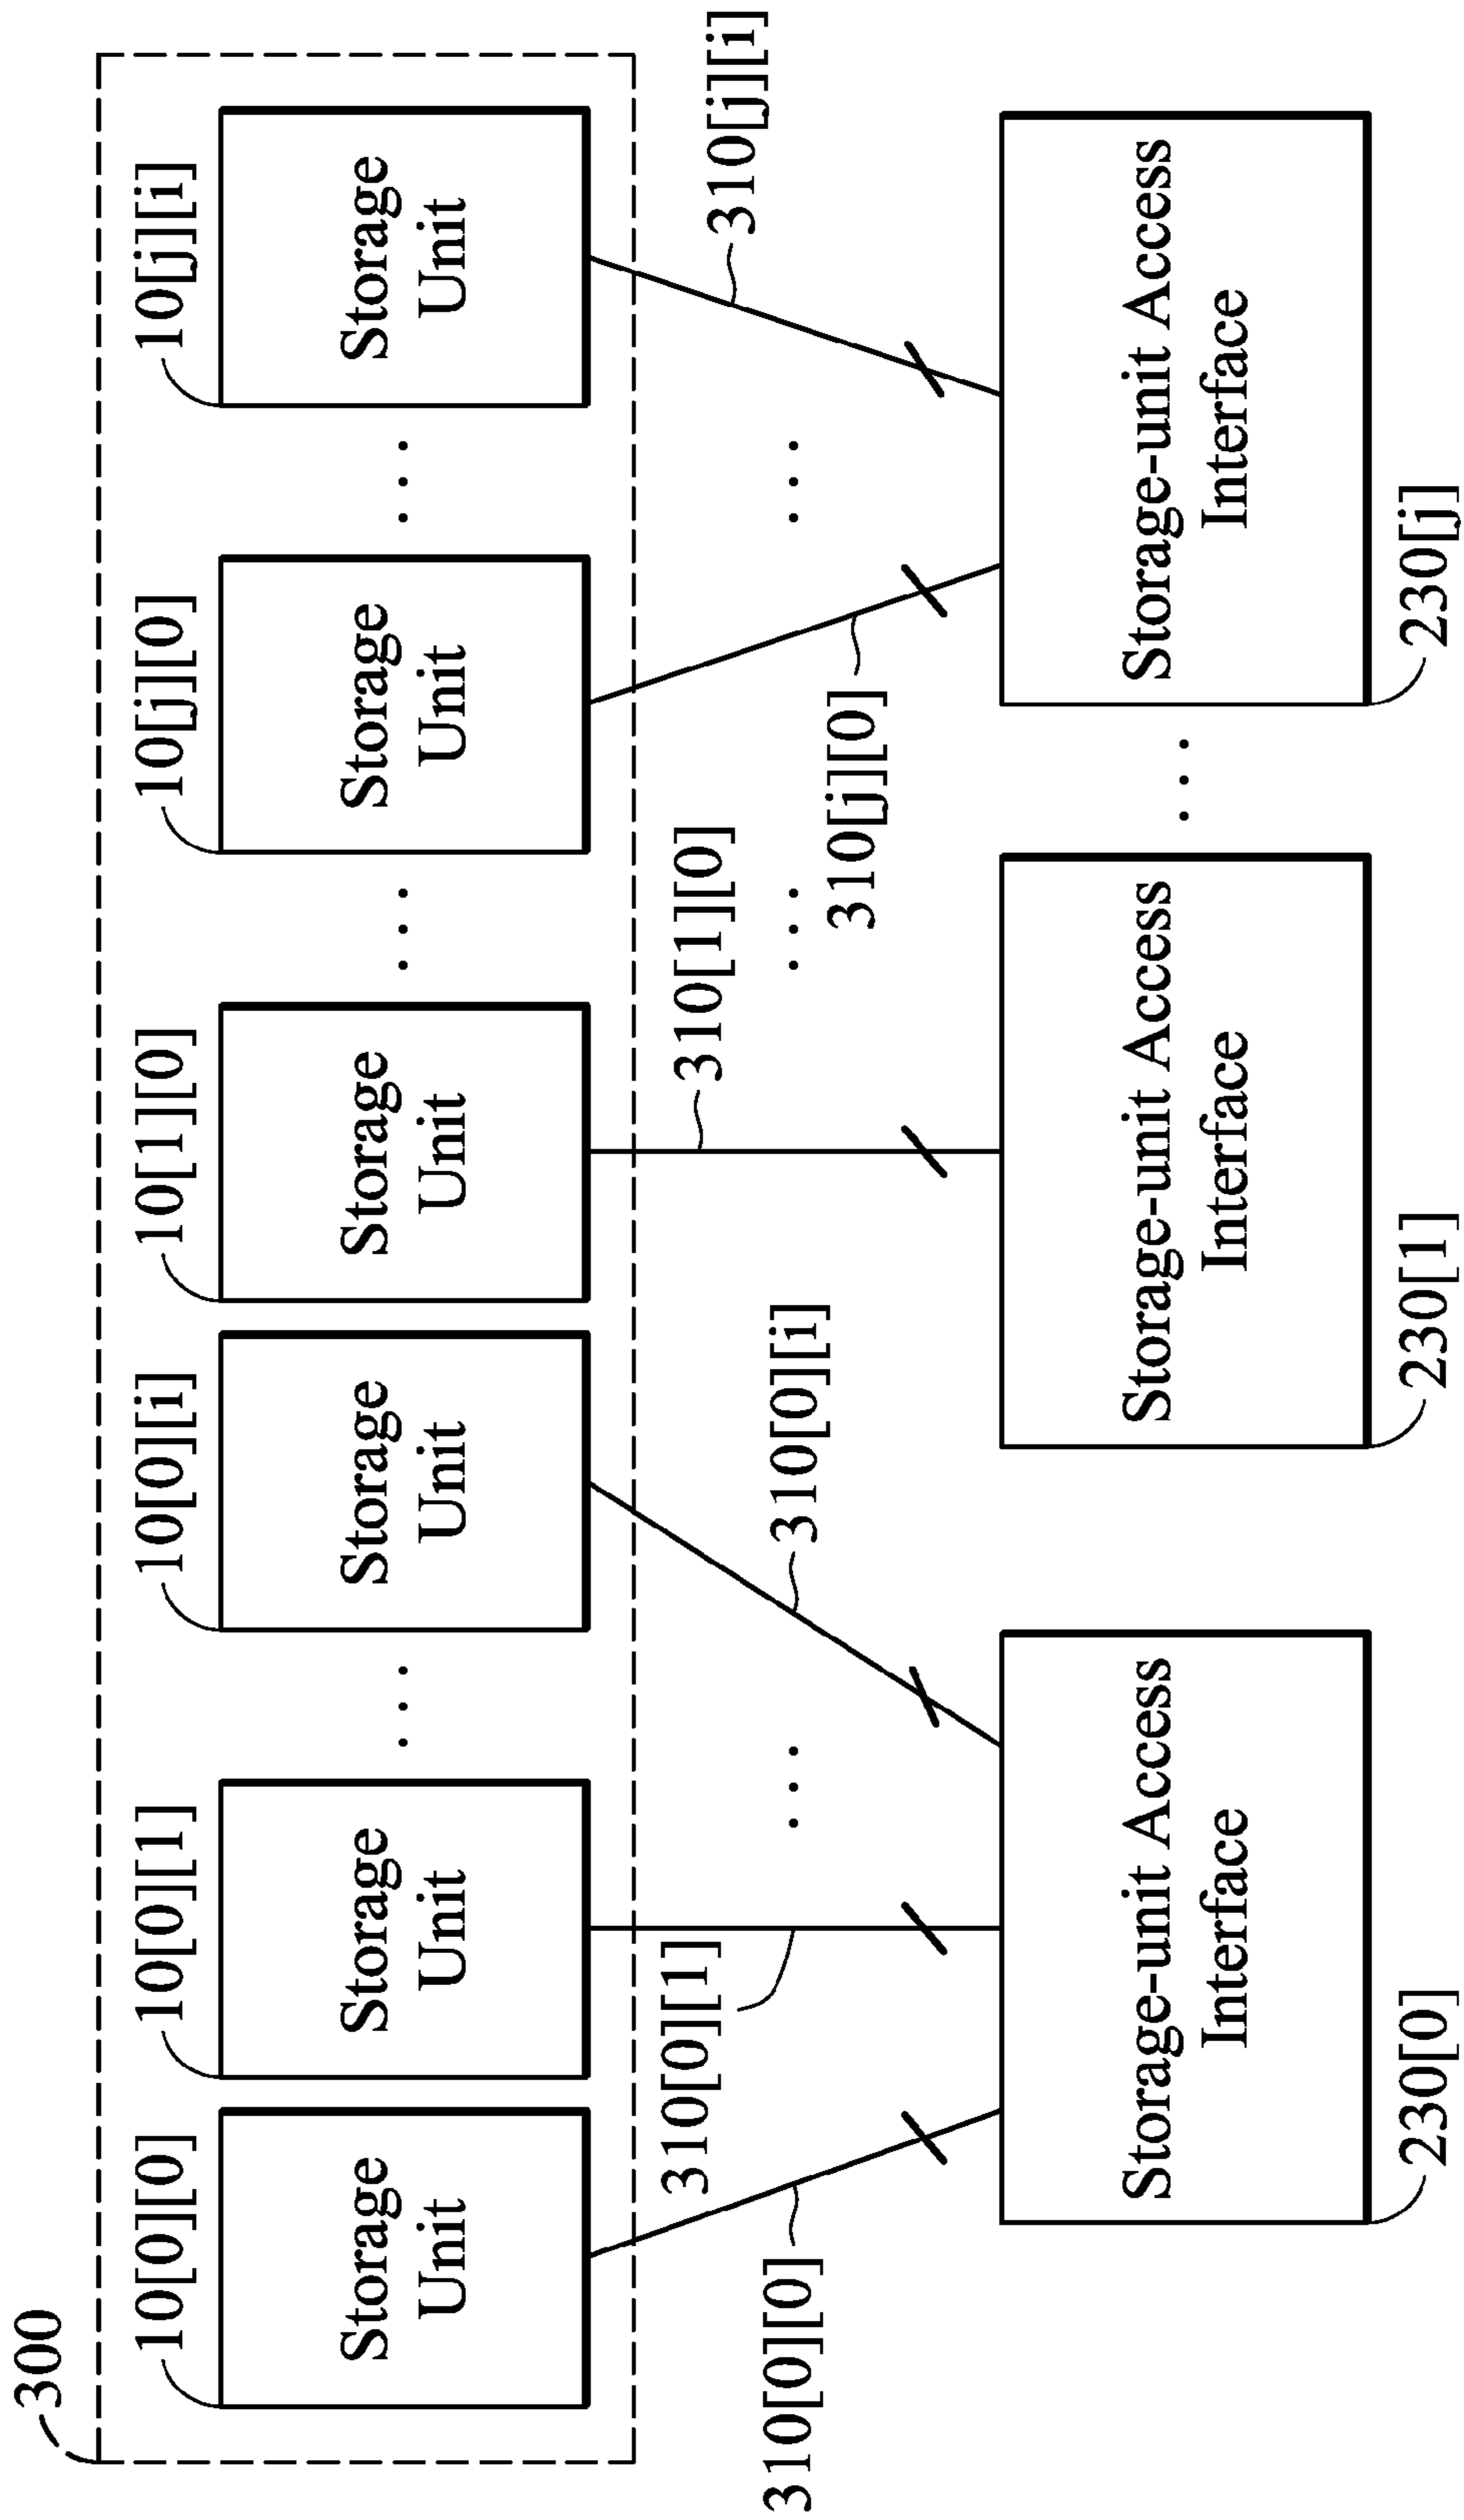 300
10[0][0]
10[0][1]
10[0][i]
10[1][0]
10[j][0]
10[j][i]
Storage
Unit
Storage
Unit
Storage
Unit
Storage
Unit
Storage
Unit
Storage
Unit
310[0][0]
310[0][1]
310[0][i]
310[1][0]
310[j][0]
310[j][i]
Storage-unit Access
Interface
Storage-unit Access
Interface
Storage-unit Access
Interface
230[0]
230[1]
230[j]